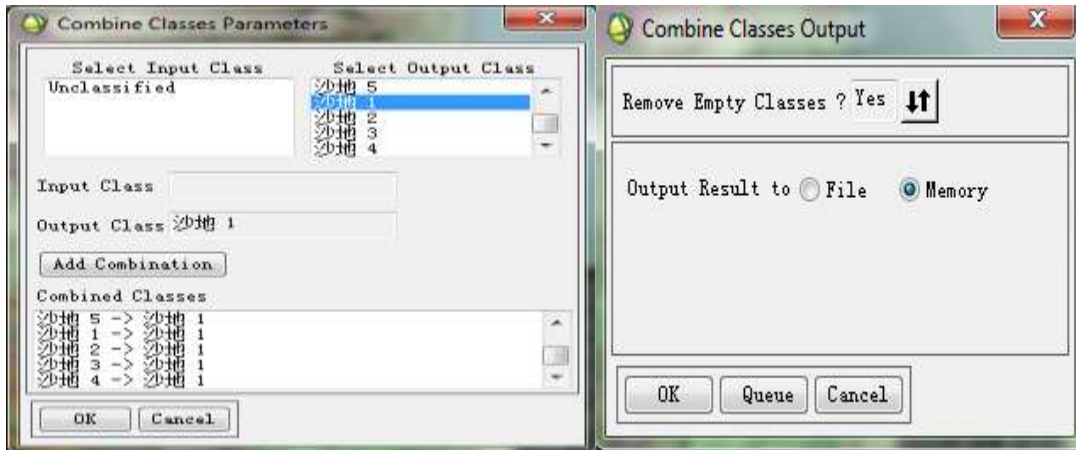 Combine Classes Parameters
Select Input Class
Select Output Class
Unclassified
沙地 5
沙地 1
沙地 2
沙地 3
沙地 4
Input Class
Output Class 沙地 1
Add Combination
Combined Classes
沙地 5 -> 沙地 1
沙地 1 -> 沙地 1
沙地 2 -> 沙地 1
沙地 3 -> 沙地 1
沙地 4 -> 沙地 1
OK Cancel
Combine Classes Output
Remove Empty Classes ? Yes
Output Result to File Memory
OK Queue Cancel